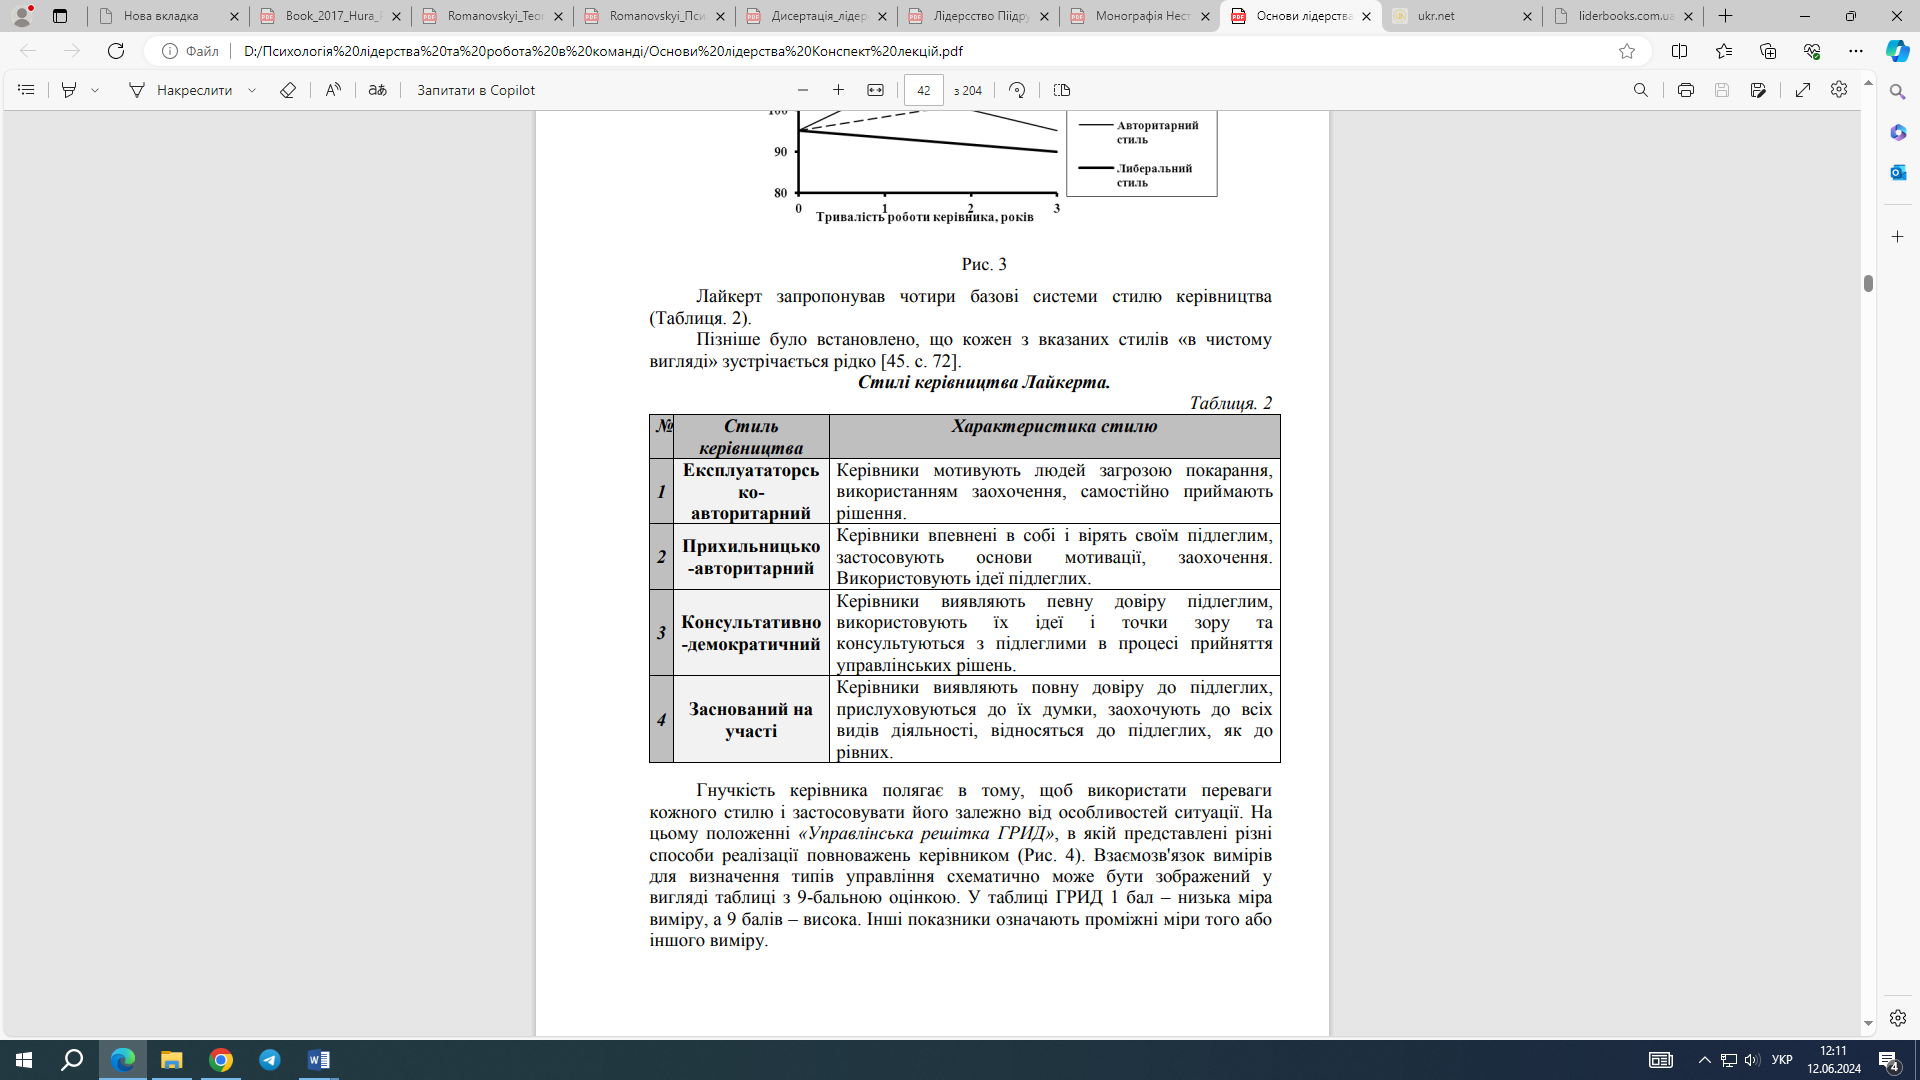 Нова вкладка
Book_2017_Hura_
Romanovskyi_Teo
Romanovskyi_Пси
Дисертація_лідер
Лідерство Піідру
Монографія Нест
Основи лідерства
ukr.net
liderbooks.com.ua
Файл
D:/Психологія%20лідерства%20та%20робота%20в%20команді/Основи%20лідерства%20Конспект%20лекцій.pdf
Накреслити
Запитати в Copilot
42
з 204
100
90
80
0 1 2 3
Тривалість роботи керівника, років
Авторитарний
стиль
Либеральний
стиль
Рис. 3
Лайкерт запропонував чотири базові системи стилю керівництва
(Таблиця. 2).
Пізніше було встановлено, що кожен з вказаних стилів «в чистому
вигляді» зустрічається рідко [45. с. 72].
Стилі керівництва Лайкерта.
Таблиця. 2
№
Стиль
керівництва
Характеристика стилю
1
Експлуататорсь
ко-
авторитарний
Керівники мотивують людей загрозою покарання,
використанням заохочення, самостійно приймають
рішення.
2
Прихильницько
-авторитарний
Керівники впевнені в собі і вірять своїм підлеглим,
застосовують основи мотивації, заохочення.
Використовують ідеї підлеглих.
3
Консультативно
-демократичний
Керівники виявляють певну довіру підлеглим,
використовують їх ідеї і точки зору та
консультуються з підлеглими в процесі прийняття
управлінських рішень.
4
Заснований на
участі
Керівники виявляють повну довіру до підлеглих,
прислуховуються до їх думки, заохочують до всіх
видів діяльності, відносяться до підлеглих, як до
рівних.
Гнучкість керівника полягає в тому, щоб використати переваги
кожного стилю і застосовувати його залежно від особливостей ситуації. На
цьому положенні «Управлінська решітка ГРИД», в якій представлені різні
способи реалізації повноважень керівником (Рис. 4). Взаємозв'язок вимірів
для визначення типів управління схематично може бути зображений у
вигляді таблиці з 9-бальною оцінкою. У таблиці ГРИД 1 бал – низька міра
виміру, а 9 балів – висока. Інші показники означають проміжні міри того або
іншого виміру.
УКР
12:11
12.06.2024
4